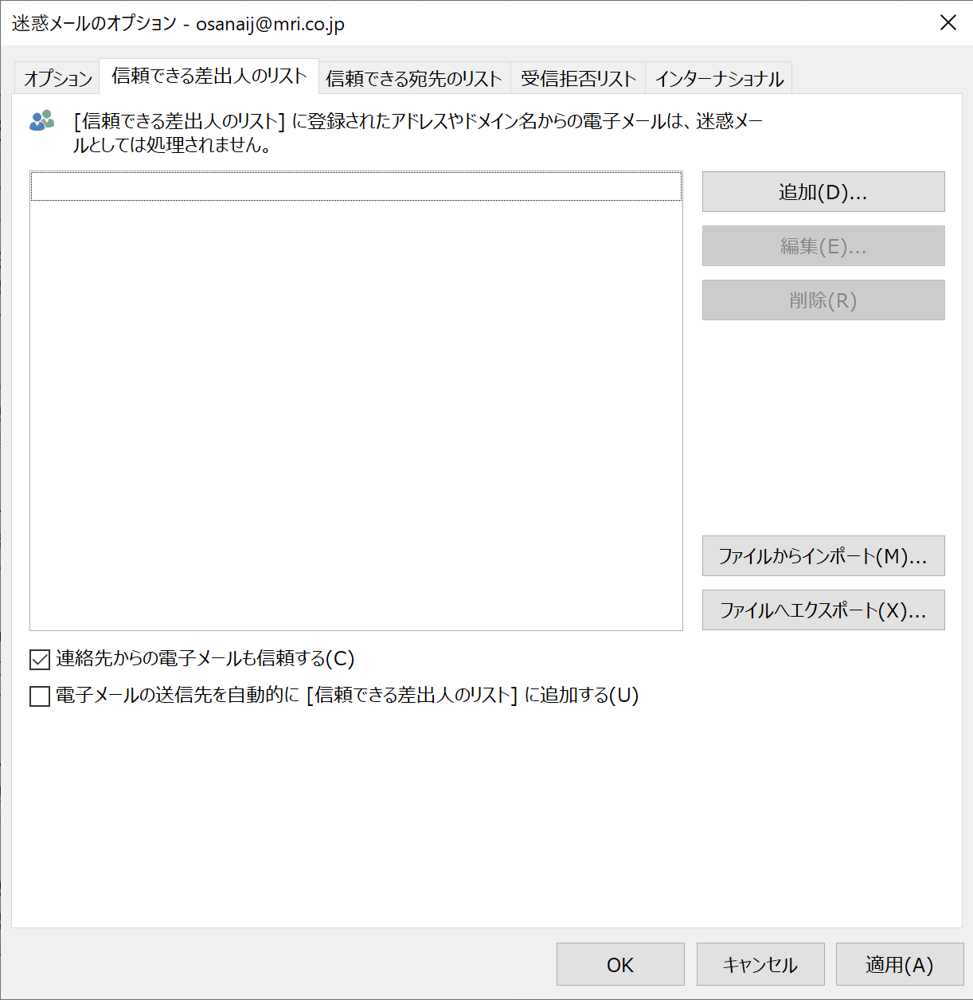 迷惑メールのオプション - osanaij@mri.co.jp
オプション
信頼できる差出人のリスト
信頼できる宛先のリスト
受信拒否リスト
インターナショナル
[信頼できる差出人のリスト] に登録されたアドレスやドメイン名からの電子メールは、迷惑メー
ルとしては処理されません。
追加(D)...
編集(E)...
削除(R)
ファイルからインポート(M)...
ファイルへエクスポート(X)...
連絡先からの電子メールも信頼する(C)
電子メールの送信先を自動的に [信頼できる差出人のリスト] に追加する(U)
OK
キャンセル
適用(A)